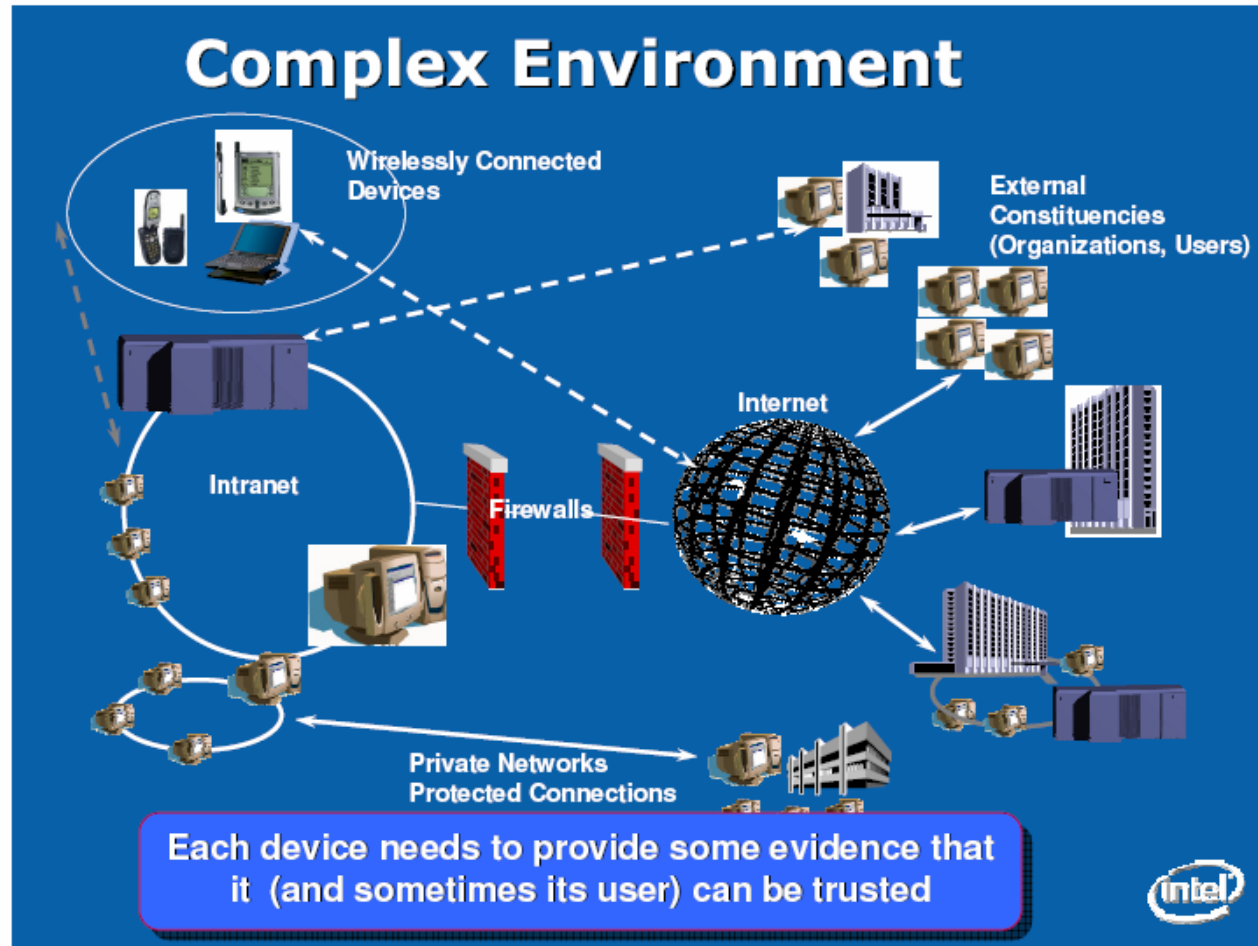 Complex Environment
Wirelessly Connected
Devices
External
Constituencies
(Organizations, Users)
Internet
Intranet
Firewalls
Private Networks
Protected Connections
Each device needs to provide some evidence that
it (and sometimes its user) can be trusted
intel